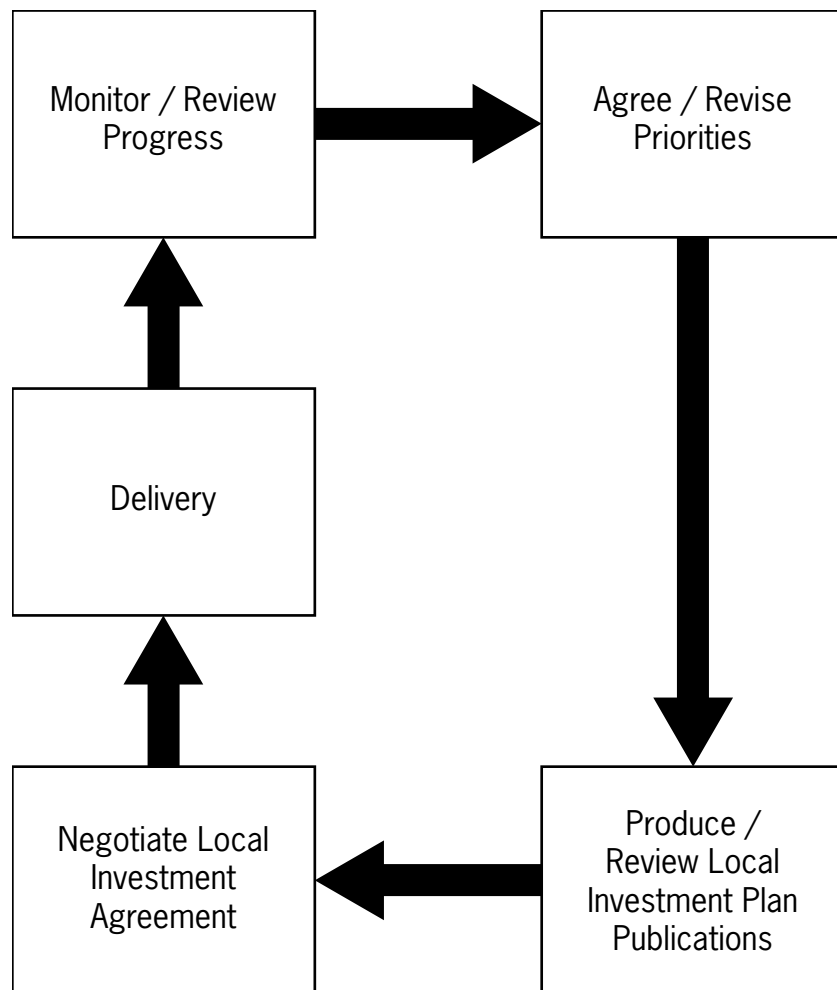 Monitor / Review
Progress
Agree / Revise
Priorities
Delivery
Negotiate Local
Investment
Agreement
Produce /
Review Local
Investment Plan
Publications